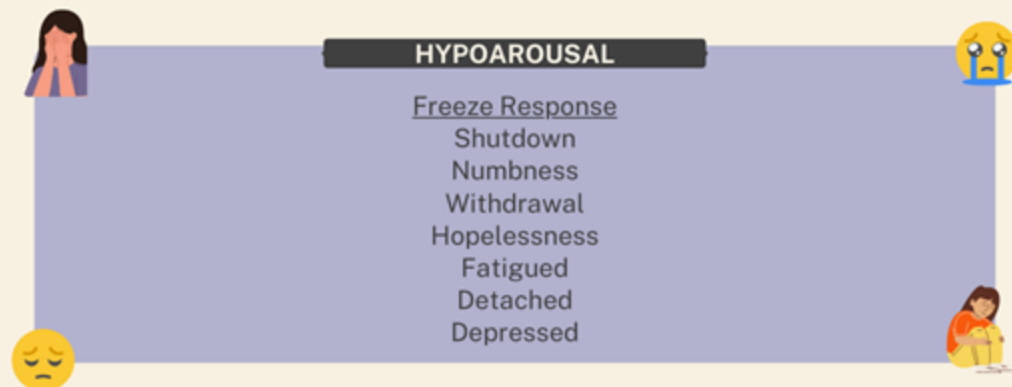 HYPOAROUSAL
Freeze Response
Shutdown
Numbness
Withdrawal
Hopelessness
Fatigued
Detached
Depressed